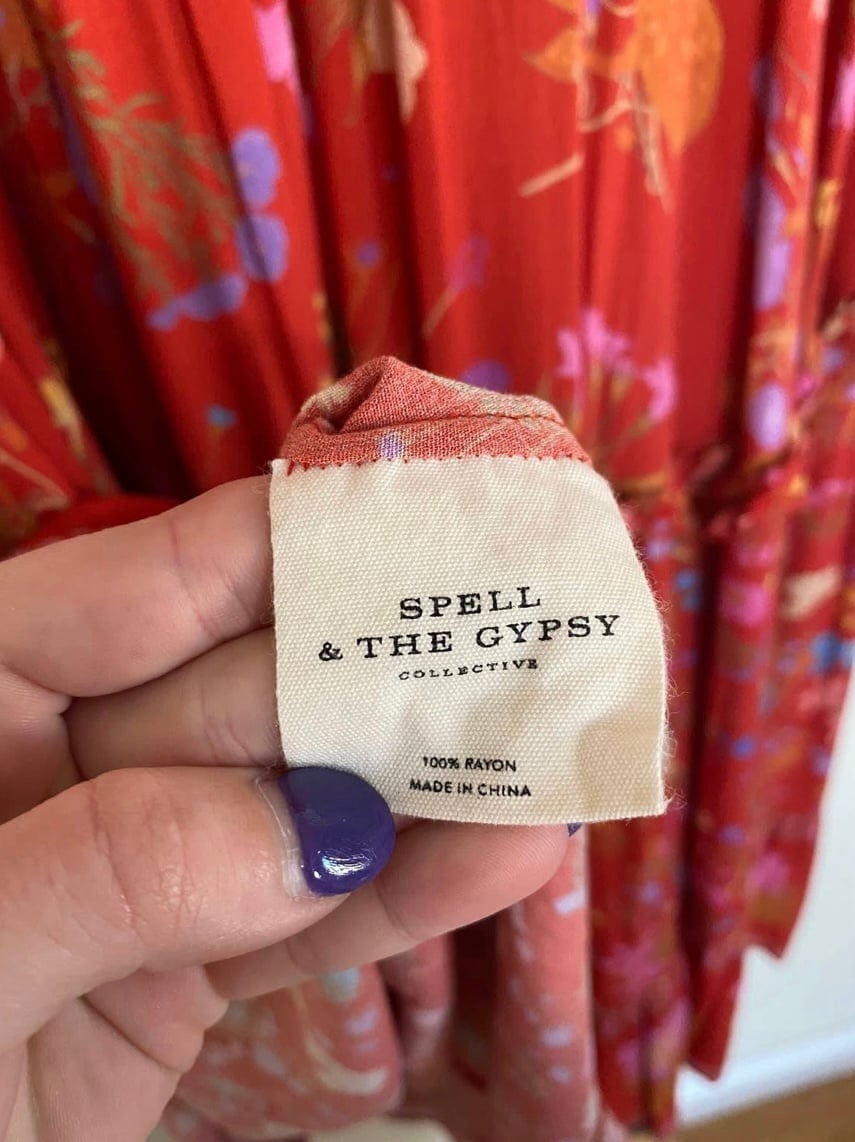 SPELL
& THE GYPSY
COLLECTIVE
100% RAYON
MADE IN CHINA